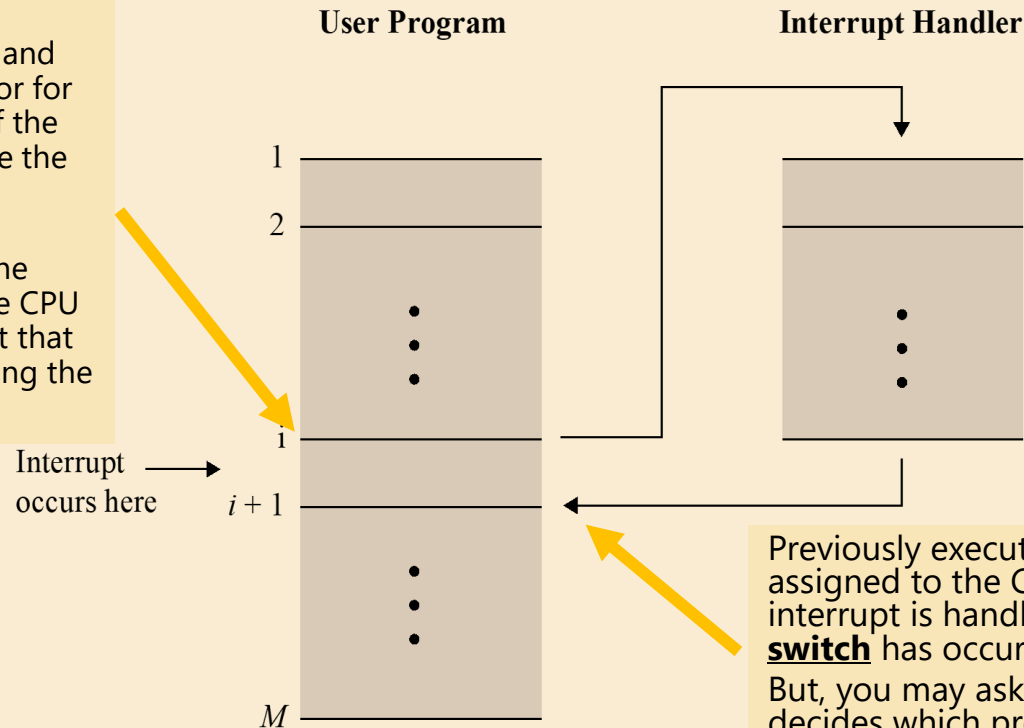 User Program
Interrupt Handler
and
or for
f the
e the
he
e CPU
t that
ing the
1
2
i
Interrupt
occurs here
i + 1
M
Previously execut
assigned to the C
interrupt is handl
switch has occur
But, you may ask
decides which pr